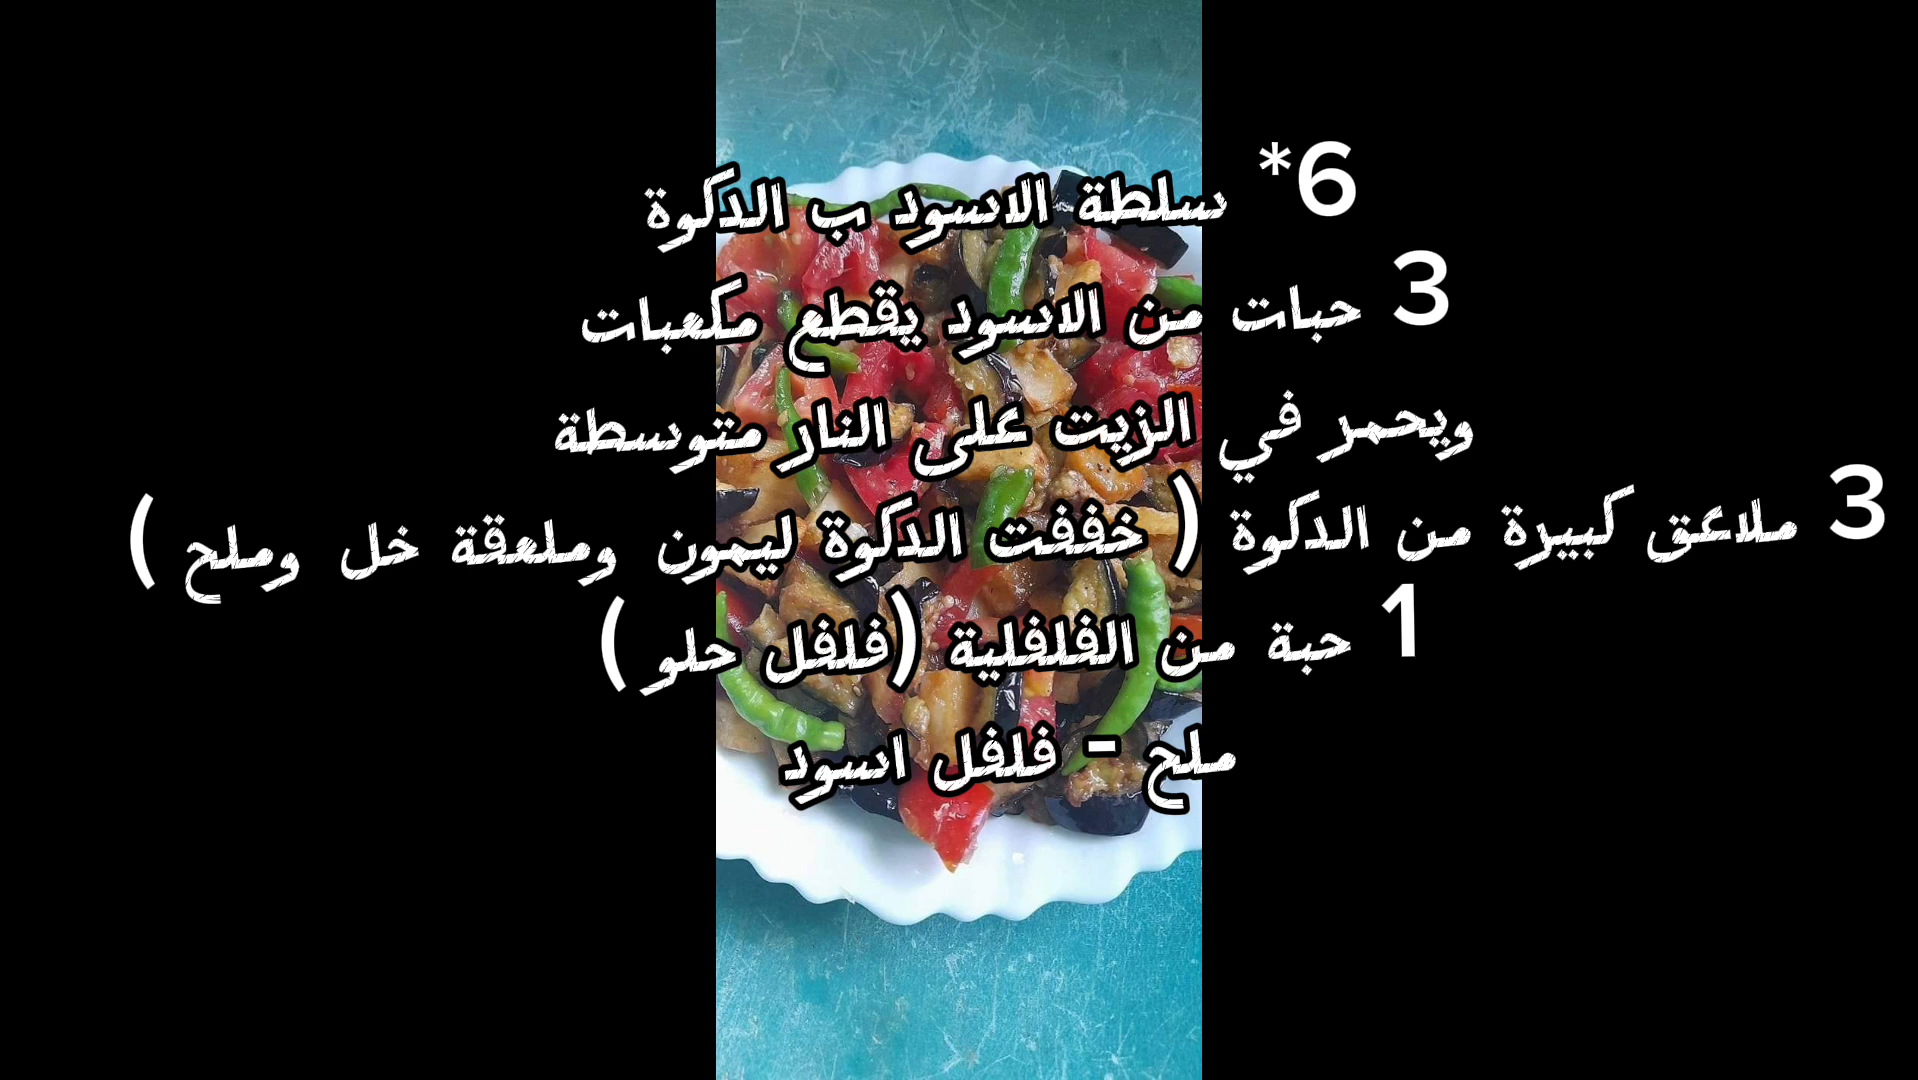 6* سلطة الاسود ب الدكوة
3 حبات من الاسود يقطع مكعبات
ويحمر في الزيت على النار متوسطة
3 ملاعق كبيرة من الدكوة ( خففت الدكوة ليمون وملعقة خل وملح )
1 حبة من الفلفلية (فلفل حلو )
ملح - فلفل اسود